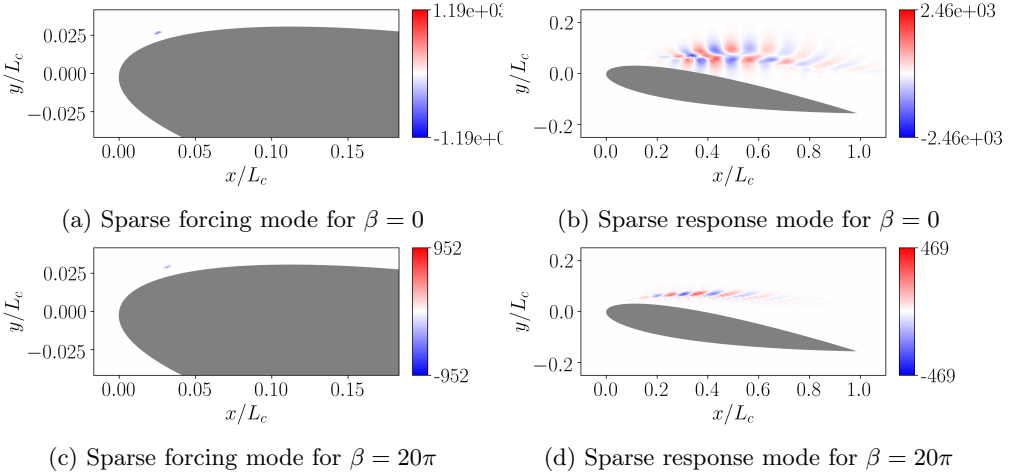 1.19e+03
0.025
0.000
−0.025
y/L_c
-1.19e+0
0.00 0.05 0.10 0.15
x/L_c
2.46e+03
0.2
0.0
−0.2
y/L_c
-2.46e+03
0.0 0.2 0.4 0.6 0.8 1.0
x/L_c
(a) Sparse forcing mode for β = 0
(b) Sparse response mode for β = 0
952
0.025
0.000
−0.025
y/L_c
-952
0.00 0.05 0.10 0.15
x/L_c
469
0.2
0.0
−0.2
y/L_c
-469
0.0 0.2 0.4 0.6 0.8 1.0
x/L_c
(c) Sparse forcing mode for β = 20π
(d) Sparse response mode for β = 20π